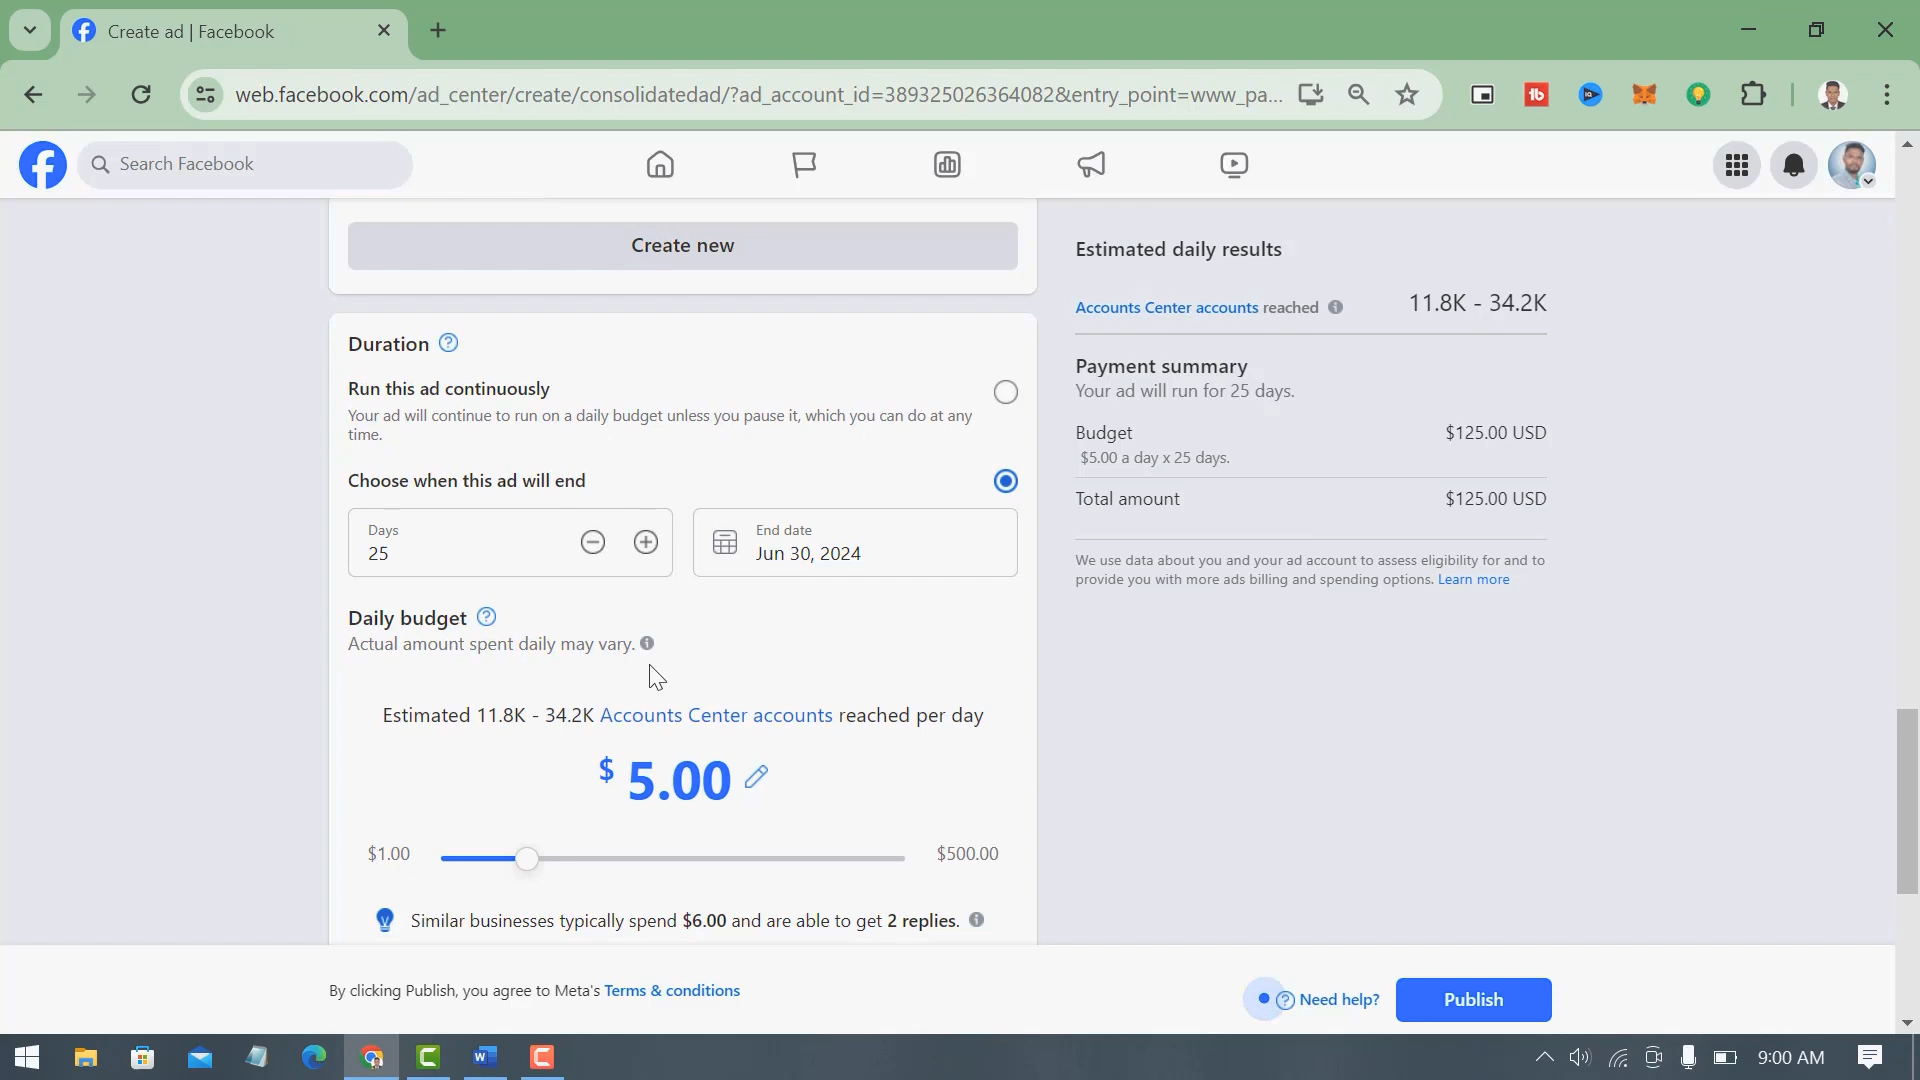 Create ad | Facebook
web.facebook.com/ad_center/create/consolidatedad/?ad_account_id=389325026364082&entry_point=www_pa...
Search Facebook
Create new
Duration
Run this ad continuously
Your ad will continue to run on a daily budget unless you pause it, which you can do at any
time.
Choose when this ad will end
Days
25
End date
Jun 30, 2024
Daily budget
Actual amount spent daily may vary.
Estimated 11.8K - 34.2K Accounts Center accounts reached per day
$ 5.00
$1.00
$500.00
Similar businesses typically spend $6.00 and are able to get 2 replies.
Estimated daily results
Accounts Center accounts reached 11.8K - 34.2K
Payment summary
Your ad will run for 25 days.
Budget $125.00 USD
$5.00 a day x 25 days.
Total amount $125.00 USD
We use data about you and your ad account to assess eligibility for and to
provide you with more ads billing and spending options. Learn more
By clicking Publish, you agree to Meta's Terms & conditions
Need help?
Publish
9:00 AM